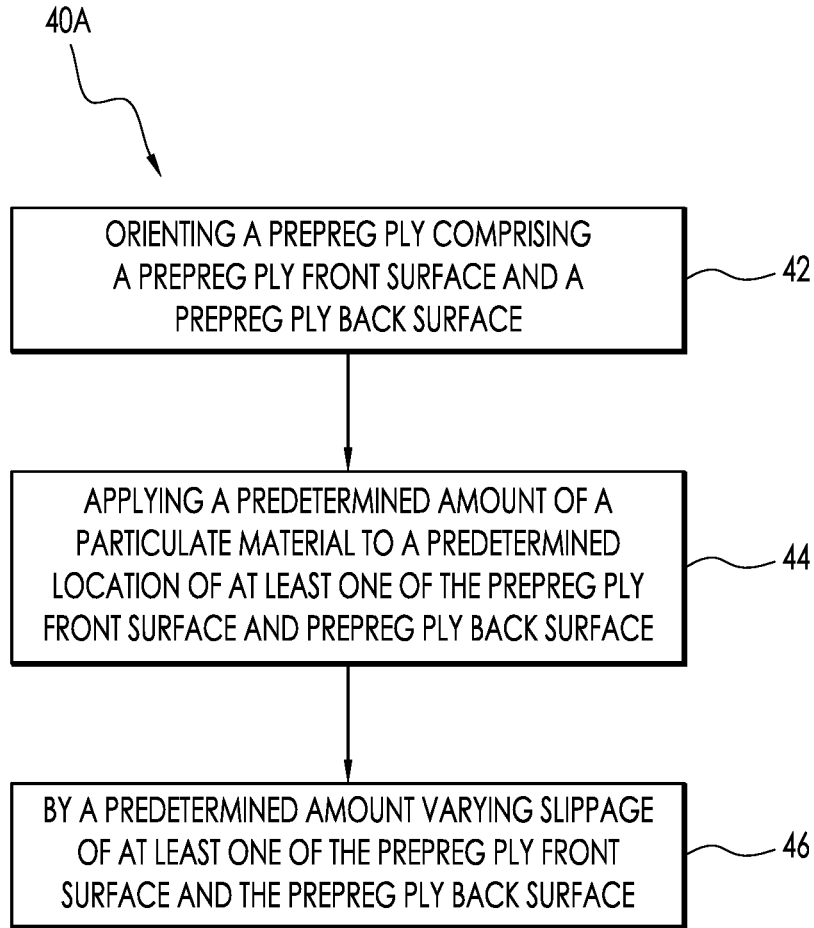 40A
ORIENTING A PREPREG PLY COMPRISING
A PREPREG PLY FRONT SURFACE AND A
PREPREG PLY BACK SURFACE
42
APPLYING A PREDETERMINED AMOUNT OF A
PARTICULATE MATERIAL TO A PREDETERMINED
LOCATION OF AT LEAST ONE OF THE PREPREG PLY
FRONT SURFACE AND PREPREG PLY BACK SURFACE
44
BY A PREDETERMINED AMOUNT VARYING SLIPPAGE
OF AT LEAST ONE OF THE PREPREG PLY FRONT
SURFACE AND THE PREPREG PLY BACK SURFACE
46